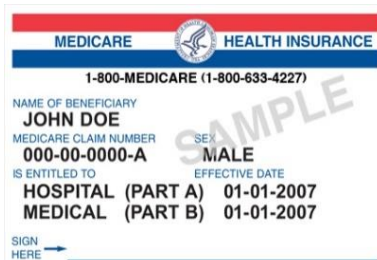 MEDICARE HEALTH INSURANCE
1-800-MEDICARE (1-800-633-4227)
NAME OF BENEFICIARY
JOHN DOE
MEDICARE CLAIM NUMBER SEX
000-00-0000-A MALE
IS ENTITLED TO EFFECTIVE DATE
HOSPITAL (PART A) 01-01-2007
MEDICAL (PART B) 01-01-2007
SIGN
HERE
SAMPLE